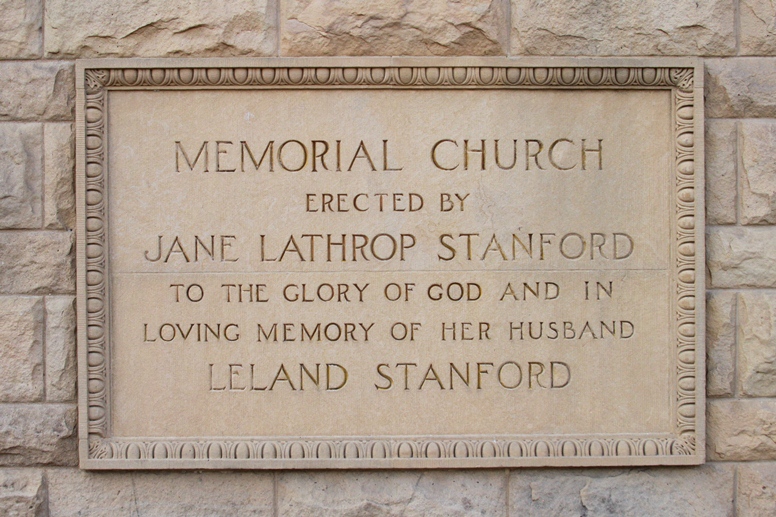 MEMORIAL CHURCH
ERECTED BY
JANE LATHROP STANFORD
TO THE GLORY OF GOD AND IN
LOVING MEMORY OF HER HUSBAND
LELAND STANFORD